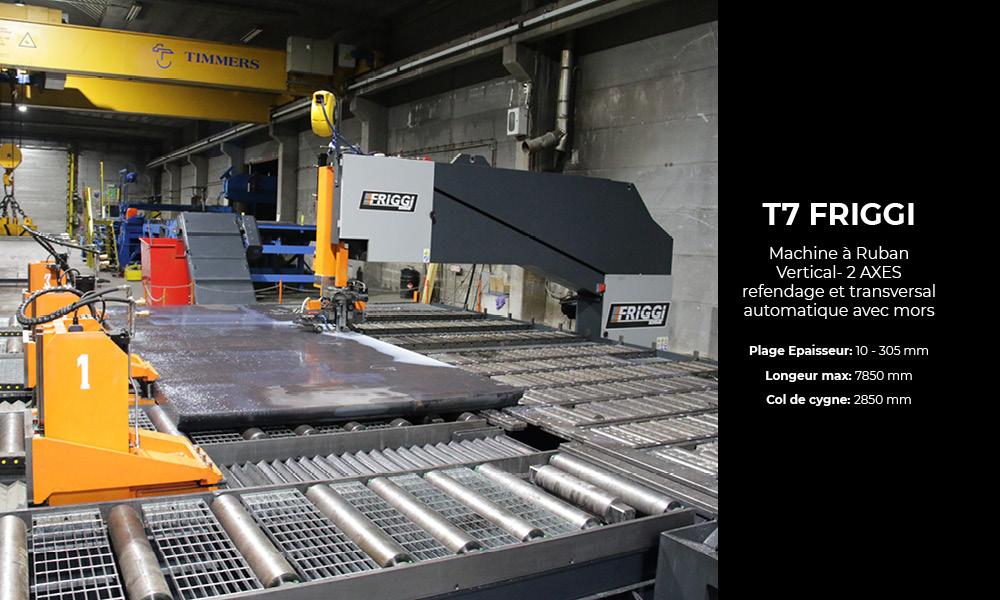 TIMMERS
FRIGGI
FRIGGI
1
T7 FRIGGI
Machine à Ruban
Vertical- 2 AXES
refendage et transversal
automatique avec mors
Plage Epaisseur: 10 - 305 mm
Longeur max: 7850 mm
Col de cygne: 2850 mm